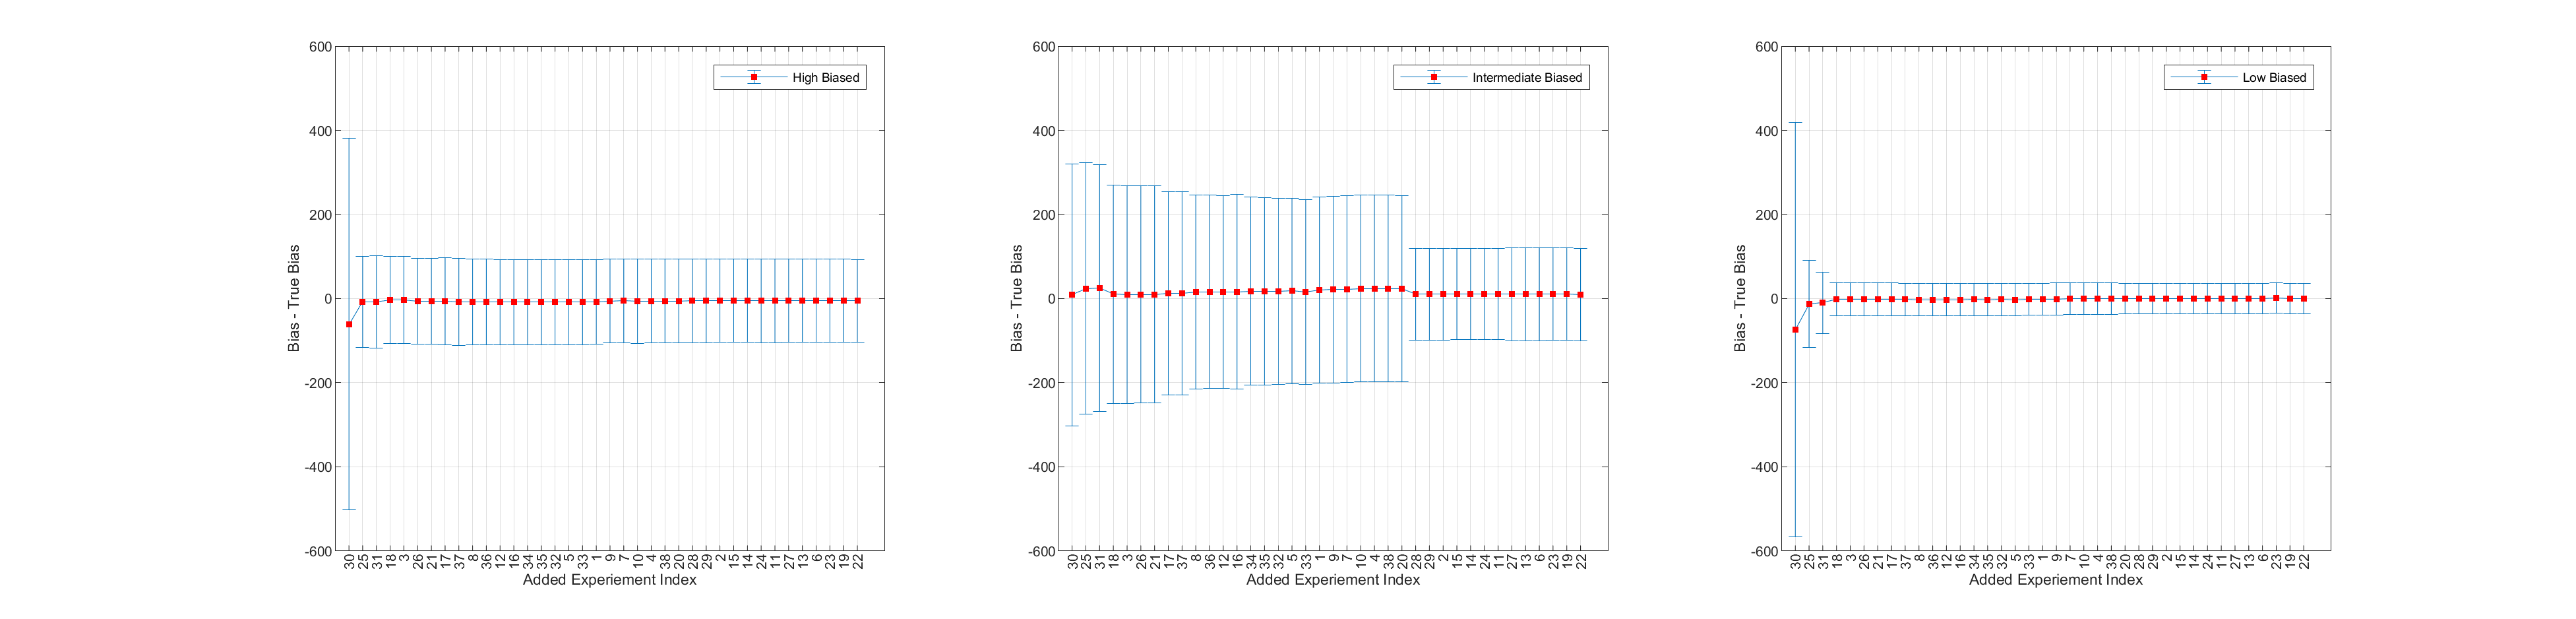 600
400
200
0
-200
-400
-600
Bias - True Bias
High Biased
30 25 31 18 3 26 21 17 37 8 36 12 16 34 35 32 5 33 1 9 7 10 4 38 20 28 29 2 15 14 24 11 27 13 6 23 19 22
Added Experiement Index
600
400
200
0
-200
-400
-600
Bias - True Bias
Intermediate Biased
30 25 31 18 3 26 21 17 37 8 36 12 16 34 35 32 5 33 1 9 7 10 4 38 20 28 29 2 15 14 24 11 27 13 6 23 19 22
Added Experiement Index
600
400
200
0
-200
-400
-600
Bias - True Bias
Low Biased
30 25 31 18 3 26 21 17 37 8 36 12 16 34 35 32 5 33 1 9 7 10 4 38 20 28 29 2 15 14 24 11 27 13 6 23 19 22
Added Experiement Index